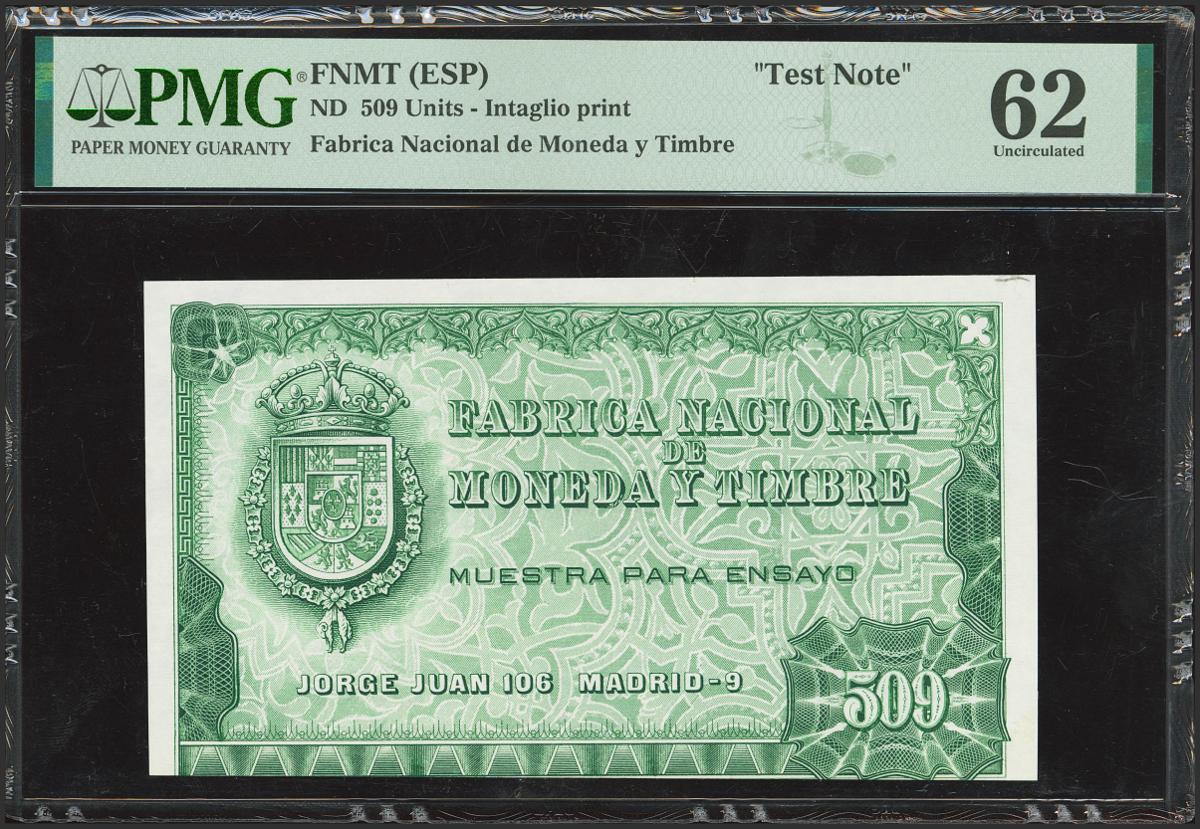 PMG®
PAPER MONEY GUARANTY
FNMT (ESP)
ND 509 Units - Intaglio print
Fabrica Nacional de Moneda y Timbre
"Test Note"
62
Uncirculated
FABRICA NACIONAL
DE
MONEDA Y TIMBRE
MUESTRA PARA ENSAYO
JORGE JUAN 106 MADRID-9
509